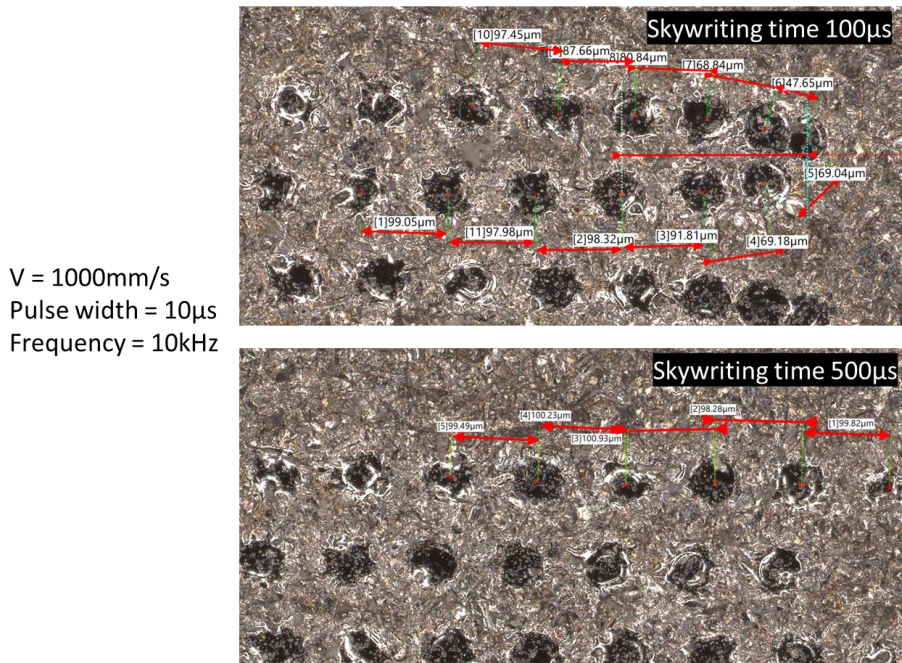 Skywriting time 100µs
[10]97.45µm
87.66µm
8]80.84µm
[7]68.84µm
[6]47.65µm
[5]69.04µm
[1]99.05µm
[11]97.98µm
[2]98.32µm
[3]91.81µm
[4]69.18µm
V = 1000mm/s
Pulse width = 10µs
Frequency = 10kHz
Skywriting time 500µs
[5]99.49µm
[4]100.23µm
[3]100.93µm
[2]98.28µm
[1]99.82µm